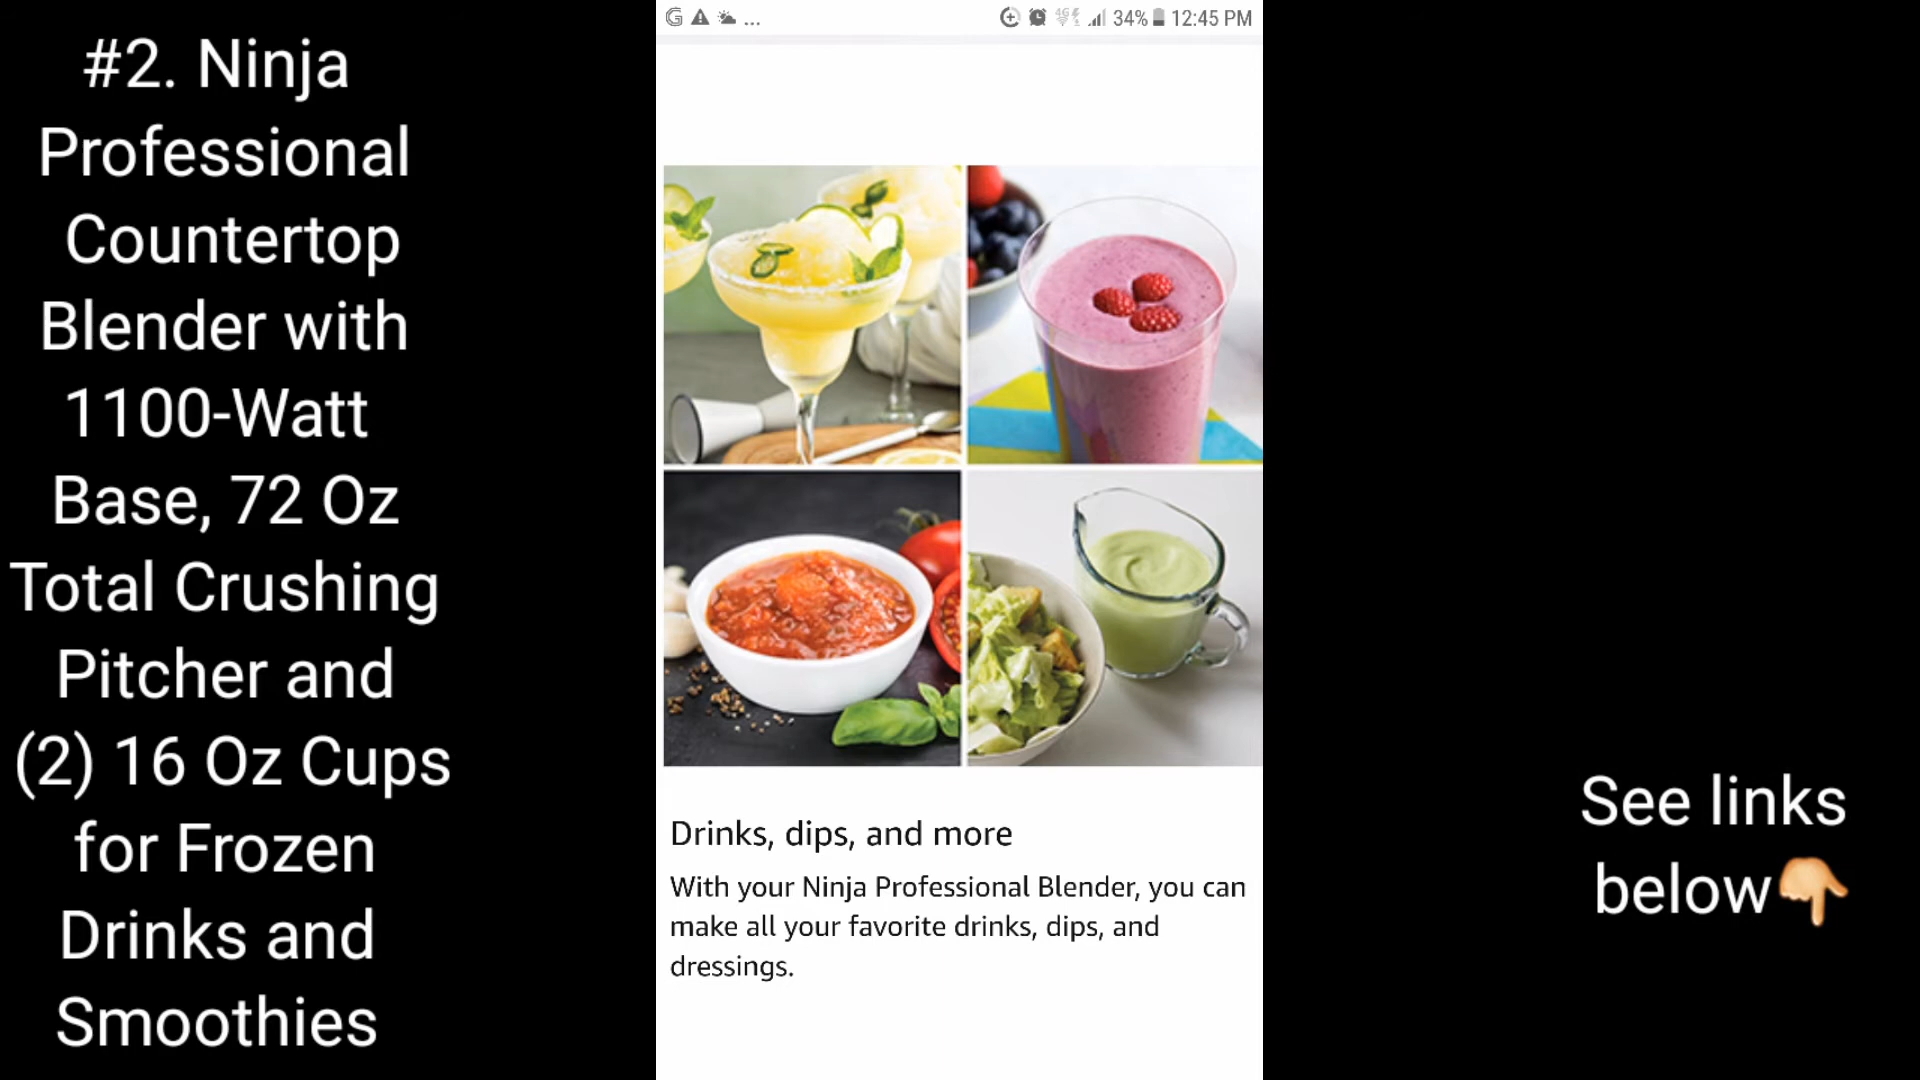 #2. Ninja
Professional
Countertop
Blender with
1100-Watt
Base, 72 Oz
Total Crushing
Pitcher and
(2) 16 Oz Cups
for Frozen
Drinks and
Smoothies
G ... 4G 34% 12:45 PM
Drinks, dips, and more
With your Ninja Professional Blender, you can
make all your favorite drinks, dips, and
dressings.
See links
below👇